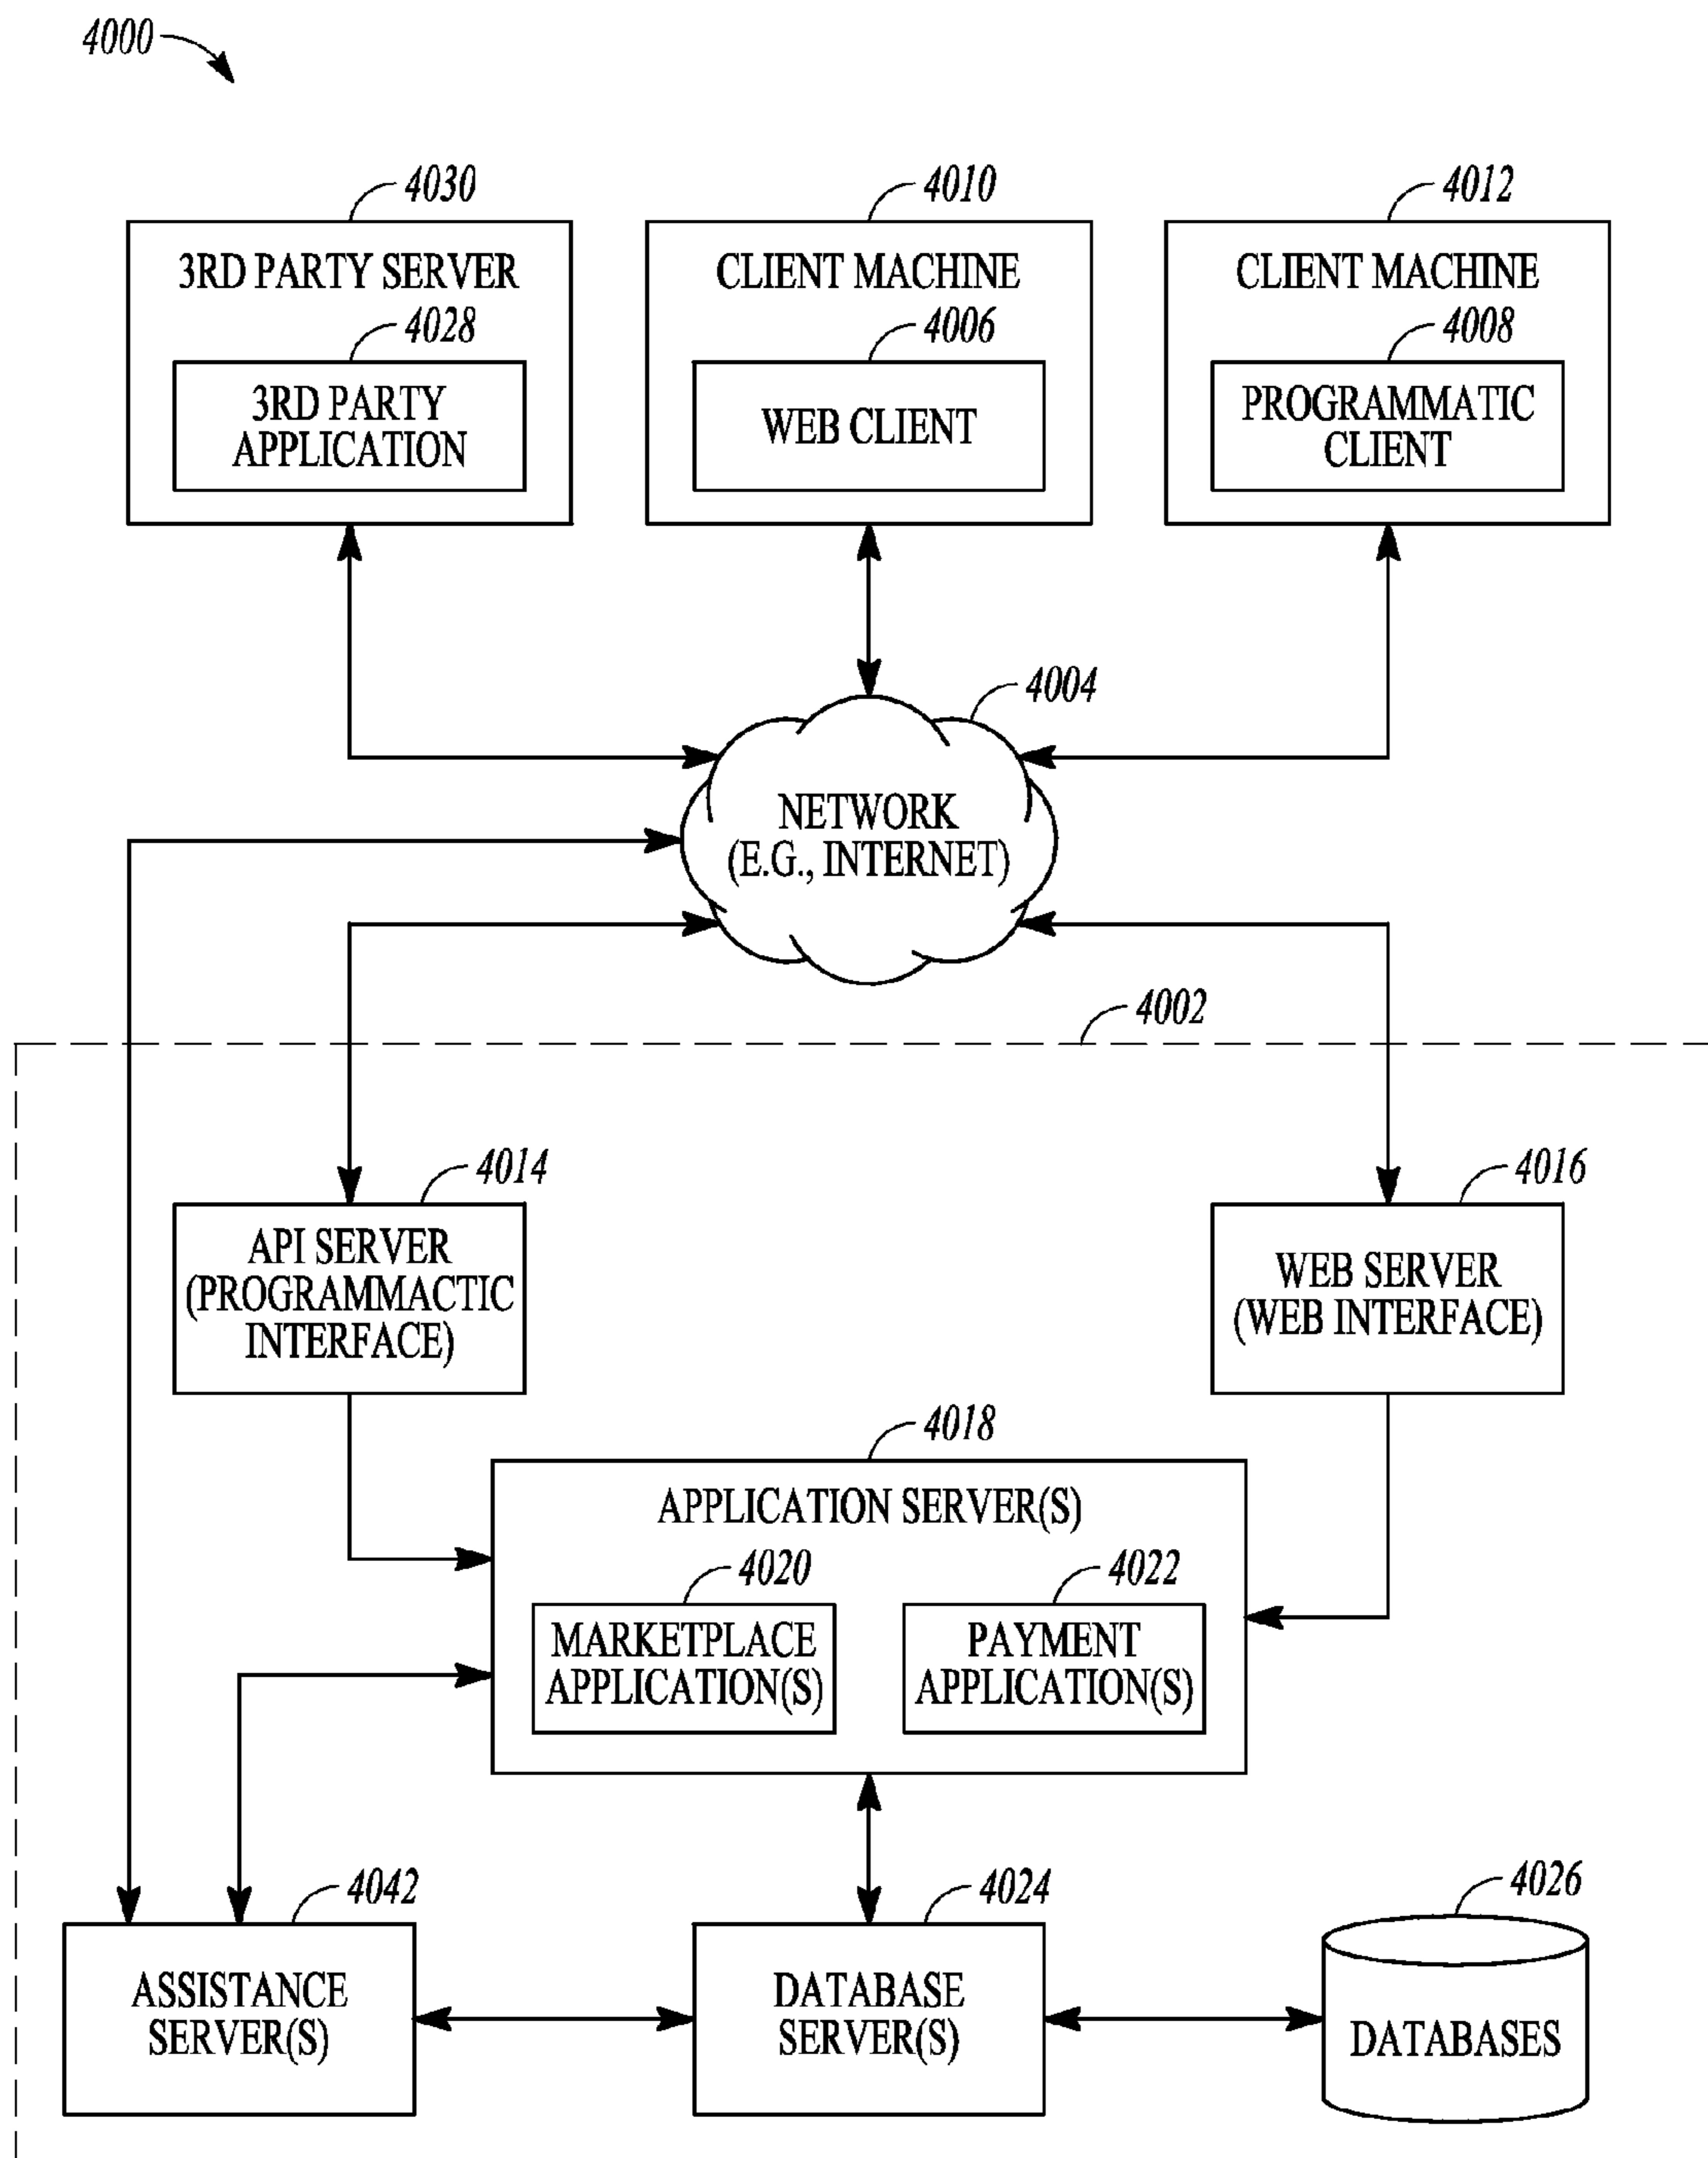 4000
4030
4010
4012
3RD PARTY SERVER
CLIENT MACHINE
CLIENT MACHINE
4028
4006
4008
3RD PARTY
APPLICATION
WEB CLIENT
PROGRAMMATIC
CLIENT
4004
NETWORK
(E.G., INTERNET)
4002
4014
4016
API SERVER
(PROGRAMMACTIC
INTERFACE)
WEB SERVER
(WEB INTERFACE)
4018
APPLICATION SERVER(S)
4020
4022
MARKETPLACE
APPLICATION(S)
PAYMENT
APPLICATION(S)
4042
4024
4026
ASSISTANCE
SERVER(S)
DATABASE
SERVER(S)
DATABASES